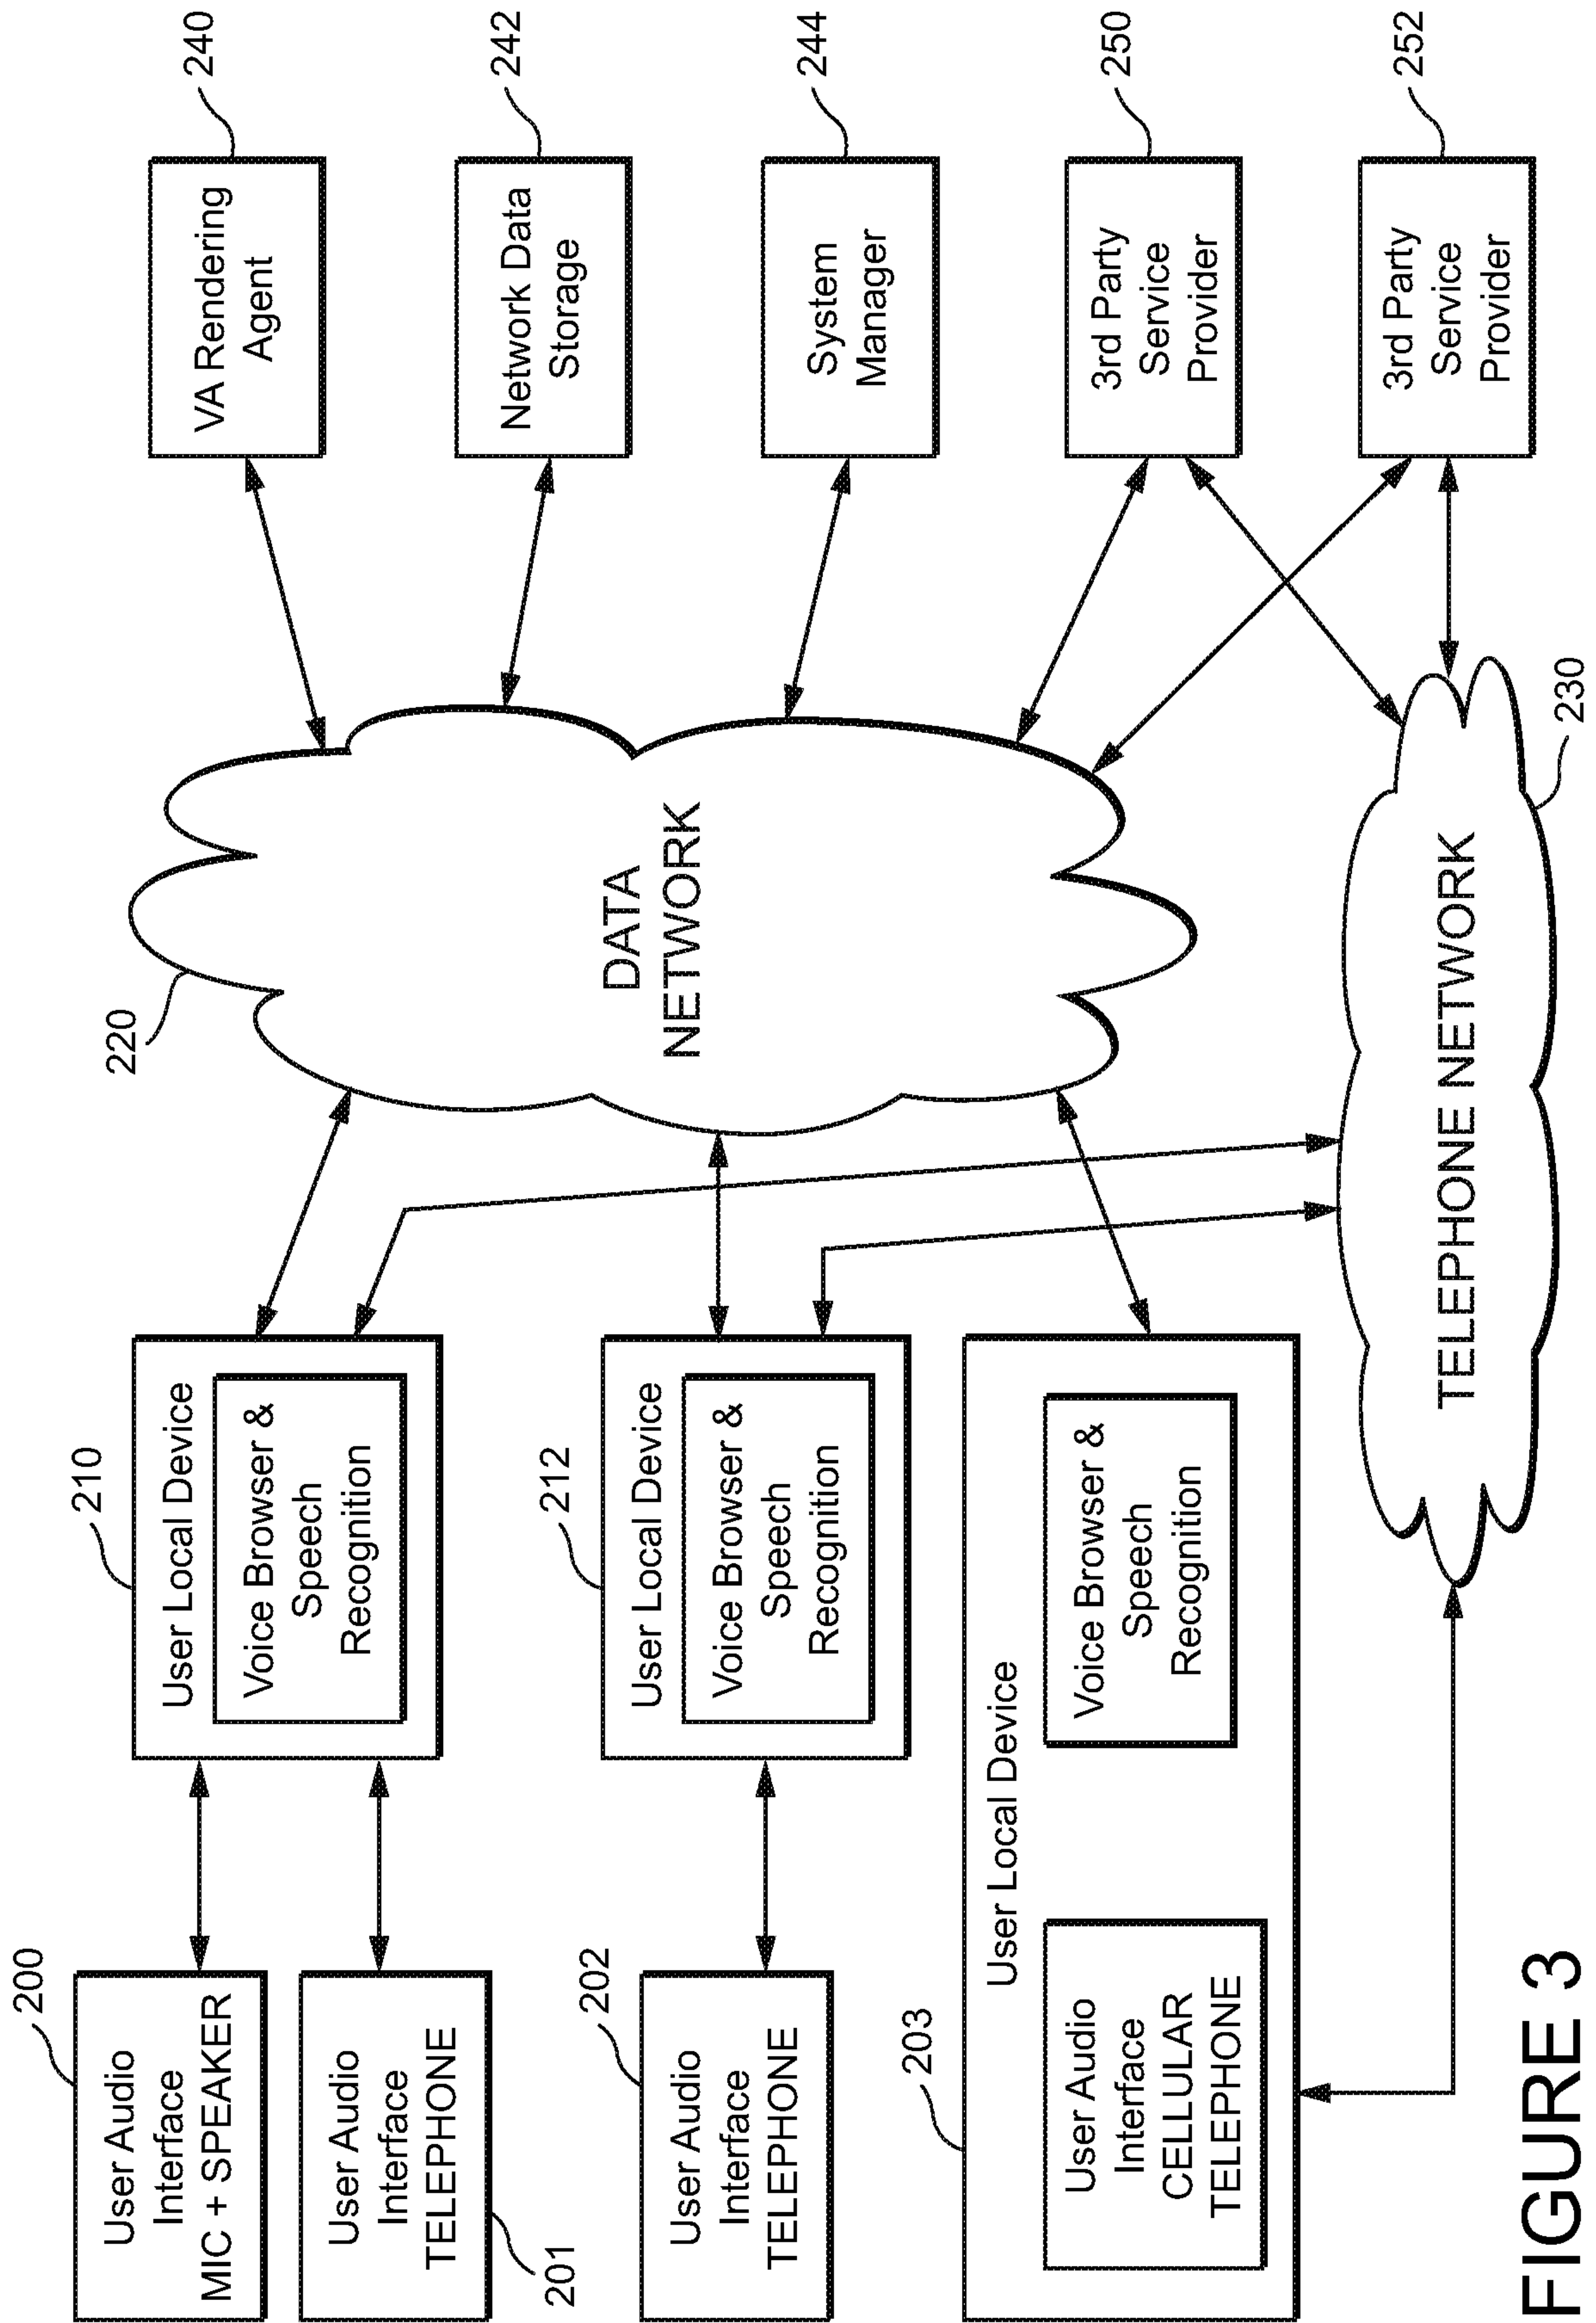 200
User Audio
Interface
MIC + SPEAKER
User Audio
Interface
TELEPHONE
201
202
User Audio
Interface
TELEPHONE
203
User Local Device
User Audio
Interface
CELLULAR
TELEPHONE
Voice Browser &
Speech
Recognition
210
User Local Device
Voice Browser &
Speech
Recognition
212
User Local Device
Voice Browser &
Speech
Recognition
220
DATA
NETWORK
TELEPHONE NETWORK
230
VA Rendering
Agent
240
Network Data
Storage
242
System
Manager
244
3rd Party
Service
Provider
250
3rd Party
Service
Provider
252
FIGURE 3